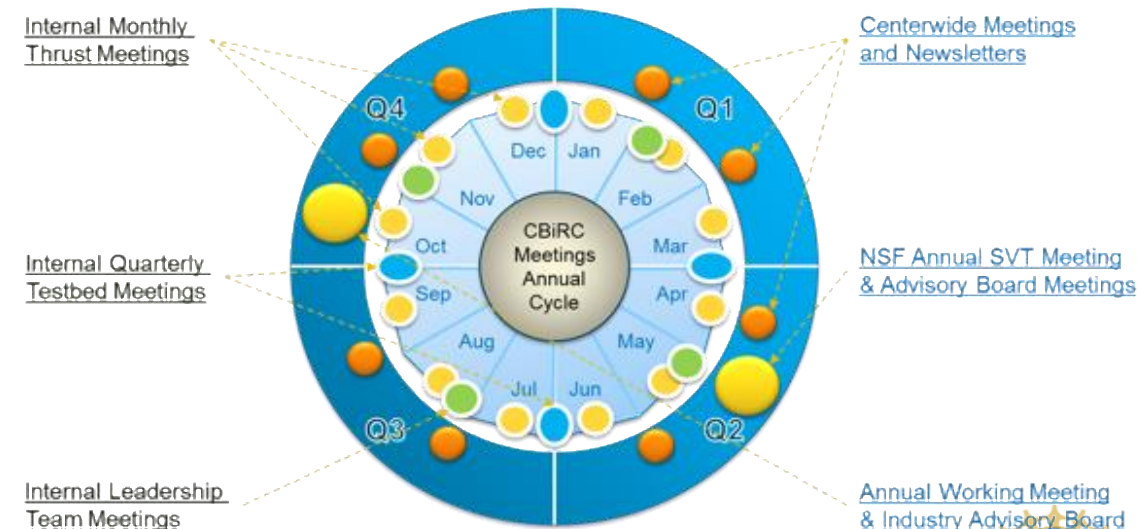 Internal Monthly
Thrust Meetings
Centerwide Meetings
and Newsletters
Q4
Q1
Dec
Jan
Nov
Feb
Oct
Mar
CBiRC
Meetings
Annual
Cycle
Internal Quarterly
Testbed Meetings
NSF Annual SVT Meeting
& Advisory Board Meetings
Sep
Apr
Aug
May
Jul
Jun
Q3
Q2
Internal Leadership
Team Meetings
Annual Working Meeting
& Industry Advisory Board